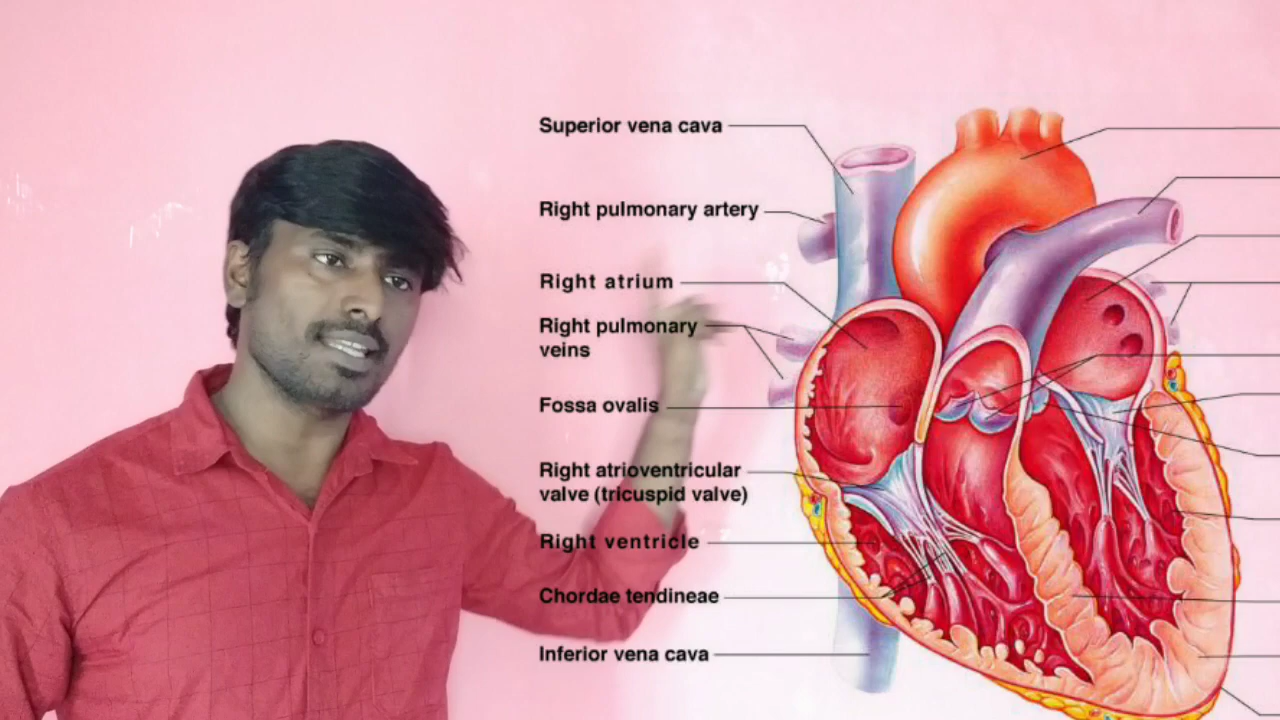 Superior vena cava
Right pulmonary artery
Right atrium
Right pulmonary
veins
Fossa ovalis
Right atrioventricular
valve (tricuspid valve)
Right ventricle
Chordae tendineae
Inferior vena cava